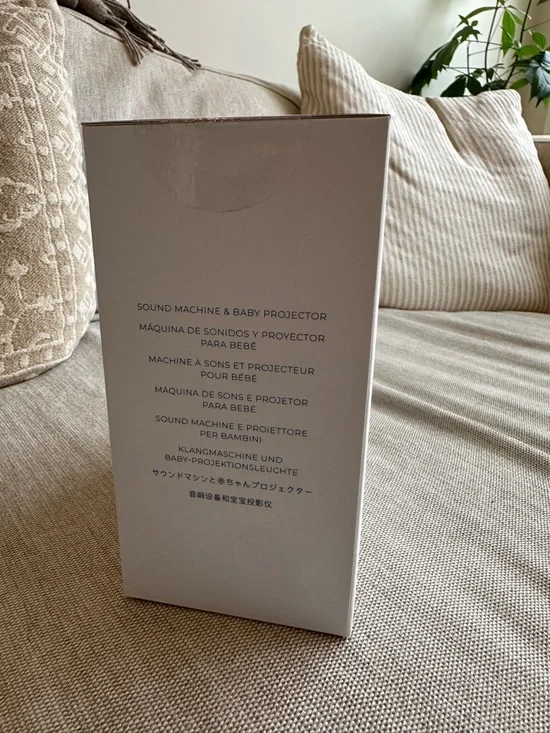 SOUND MACHINE & BABY PROJECTOR
MÁQUINA DE SONIDOS Y PROYECTOR
PARA BEBÉ
MACHINE À SONS ET PROJECTEUR
POUR BÉBÉ
MÁQUINA DE SONS E PROJETOR
PARA BEBÉ
SOUND MACHINE E PROIETTORE
PER BAMBINI
KLANGMASCHINE UND
BABY-PROJEKTIONSLEUCHTE
サウンドマシンと赤ちゃんプロジェクター
音响设备和宝宝投影仪